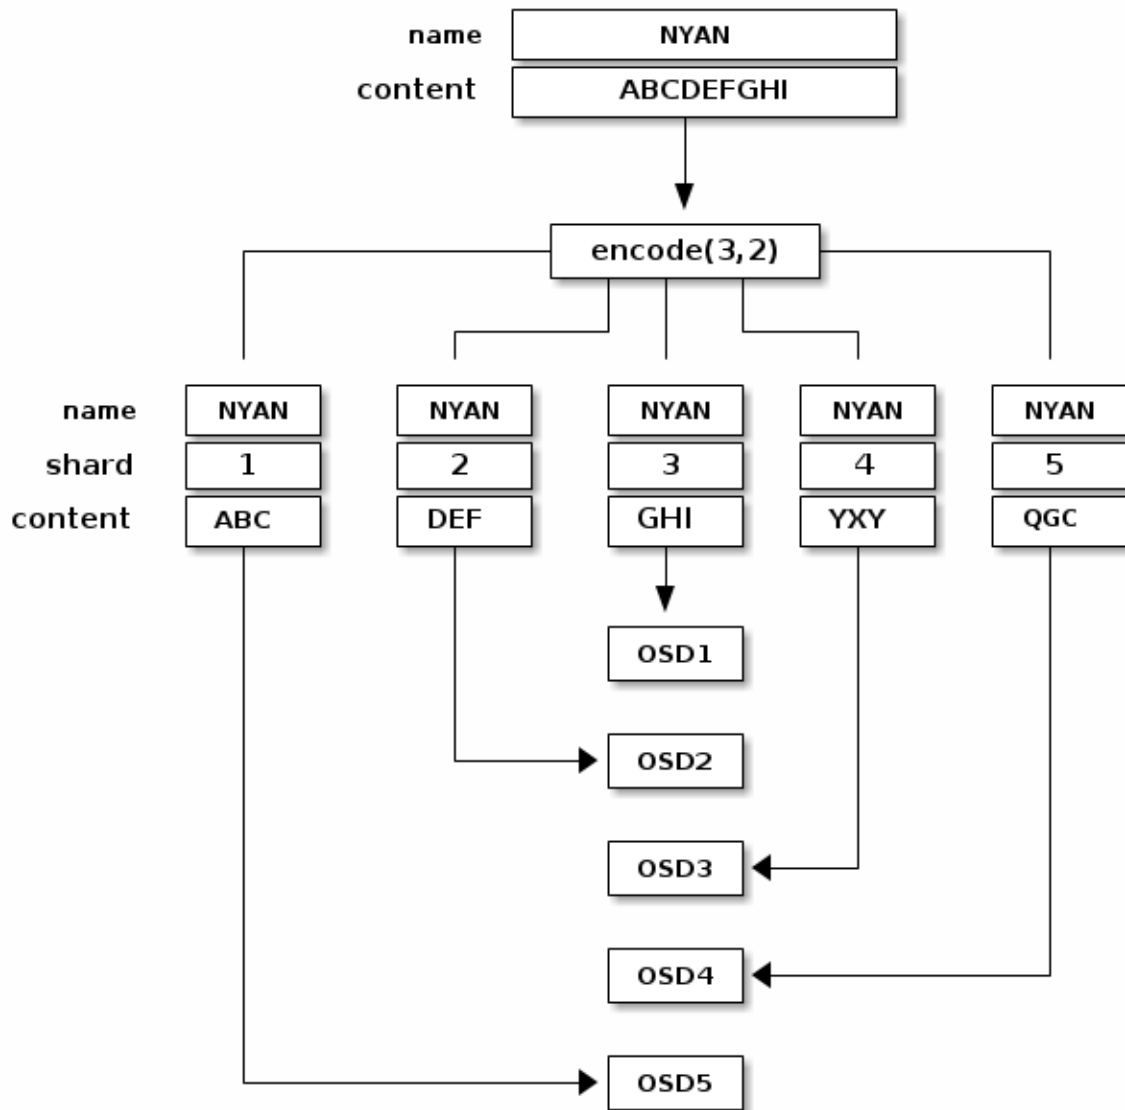 name NYAN
content ABCDEFGHI
encode(3,2)
name NYAN NYAN NYAN NYAN NYAN
shard 1 2 3 4 5
content ABC DEF GHI YXY QGC
OSD1
OSD2
OSD3
OSD4
OSD5